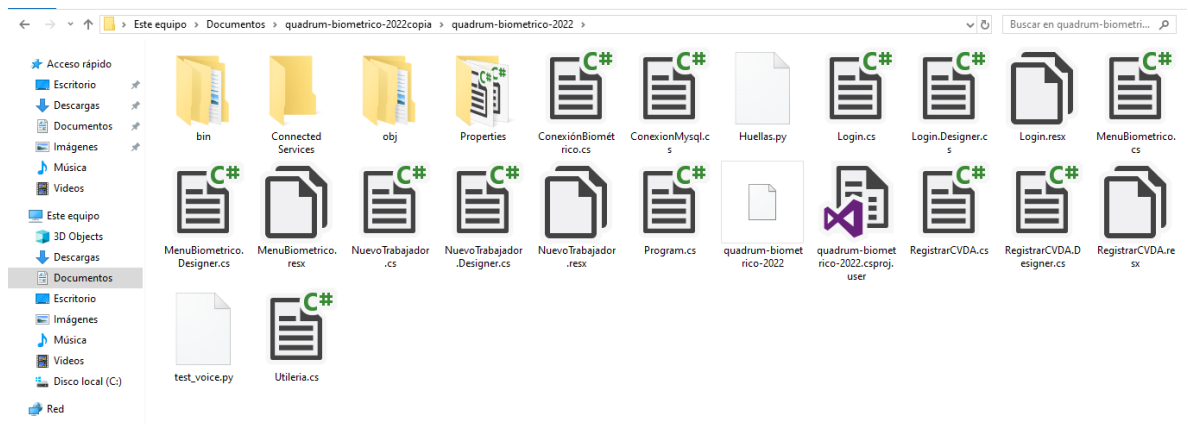 Este equipo > Documentos > quadrum-biometrico-2022copia > quadrum-biometrico-2022 >
Buscar en quadrum-biometri...
Acceso rápido
Escritorio
Descargas
Documentos
Imágenes
Música
Videos
Este equipo
3D Objects
Descargas
Documentos
Escritorio
Imágenes
Música
Videos
Disco local (C:)
Red
bin
Connected
Services
obj
Properties
C#
C#
C#
ConexiónBiomét
rico.cs
C#
ConexionMysql.c
s
Huellas.py
C#
Login.cs
C#
Login.Designer.c
s
Login.resx
C#
MenuBiometrico.
cs
C#
MenuBiometrico.
Designer.cs
MenuBiometrico.
resx
C#
NuevoTrabajador
.cs
C#
NuevoTrabajador
.Designer.cs
NuevoTrabajador
.resx
C#
Program.cs
quadrum-biomet
rico-2022
quadrum-biomet
rico-2022.csproj.
user
C#
RegistrarCVDA.cs
C#
RegistrarCVDA.D
esigner.cs
RegistrarCVDA.re
sx
test_voice.py
C#
Utileria.cs